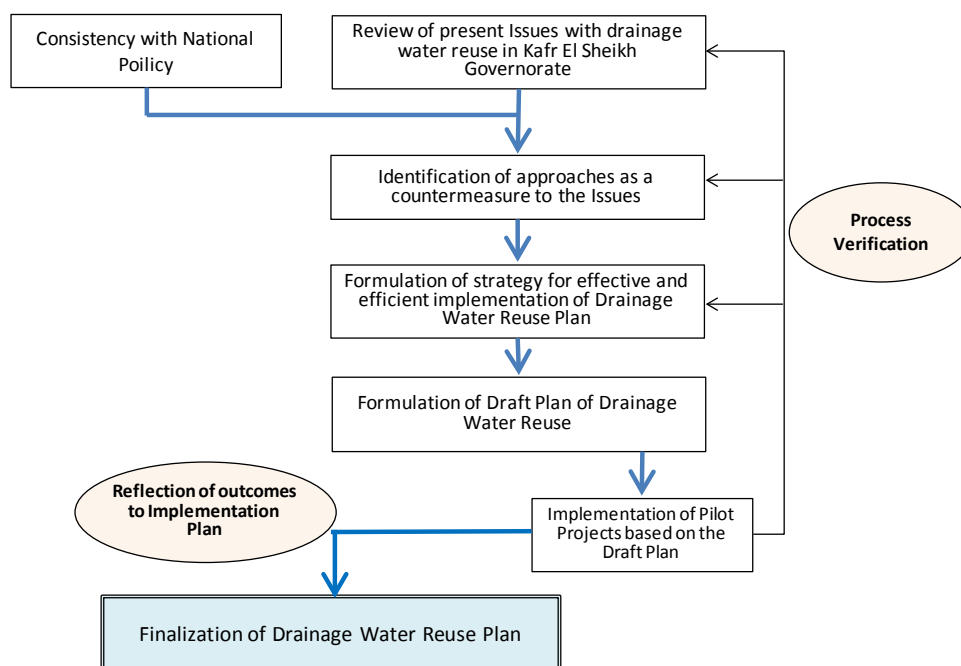 Consistency with National
Poilicy
Review of present Issues with drainage
water reuse in Kafr El Sheikh
Governorate
Identification of approaches as a
countermeasure to the Issues
Process
Verification
Formulation of strategy for effective and
efficient implementation of Drainage
Water Reuse Plan
Formulation of Draft Plan of Drainage
Water Reuse
Reflection of outcomes
to Implementation
Plan
Implementation of Pilot
Projects based on the
Draft Plan
Finalization of Drainage Water Reuse Plan